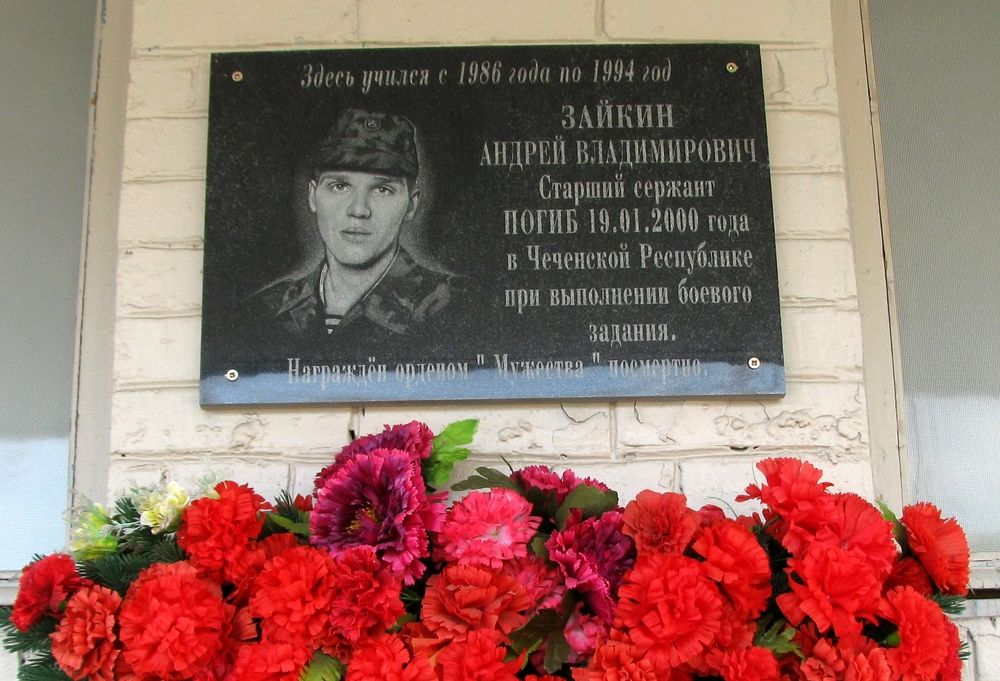 Здесь учился с 1986 года по 1994 год
ЗАЙКИН
АНДРЕЙ ВЛАДИМИРОВИЧ
Старший сержант
ПОГИБ 19.01.2000 года
в Чеченской Республике
при выполнении боевого
задания.
Награждён орденом " Мужества " посмертно.